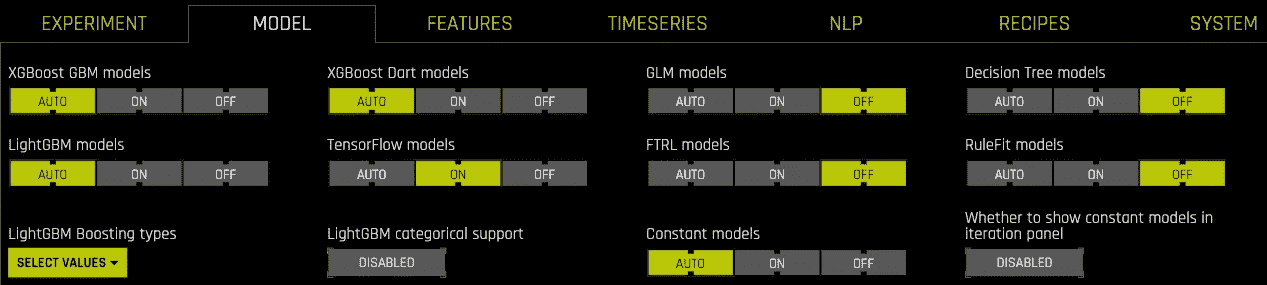 EXPERIMENT MODEL FEATURES TIMESERIES NLP RECIPES SYSTEM
XGBoost GBM models XGBoost Dart models GLM models Decision Tree models
AUTO ON OFF AUTO ON OFF AUTO ON OFF AUTO ON OFF
LightGBM models TensorFlow models FTRL models RuleFit models
AUTO ON OFF AUTO ON OFF AUTO ON OFF AUTO ON OFF
LightGBM Boosting types LightGBM categorical support Constant models Whether to show constant models in
iteration panel
SELECT VALUES DISABLED AUTO ON OFF DISABLED